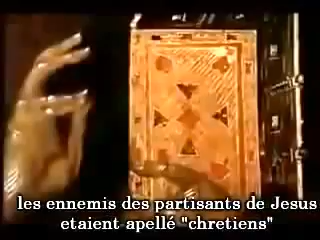 les ennemis des partisants de Jesus
etaient apellé "chretiens"